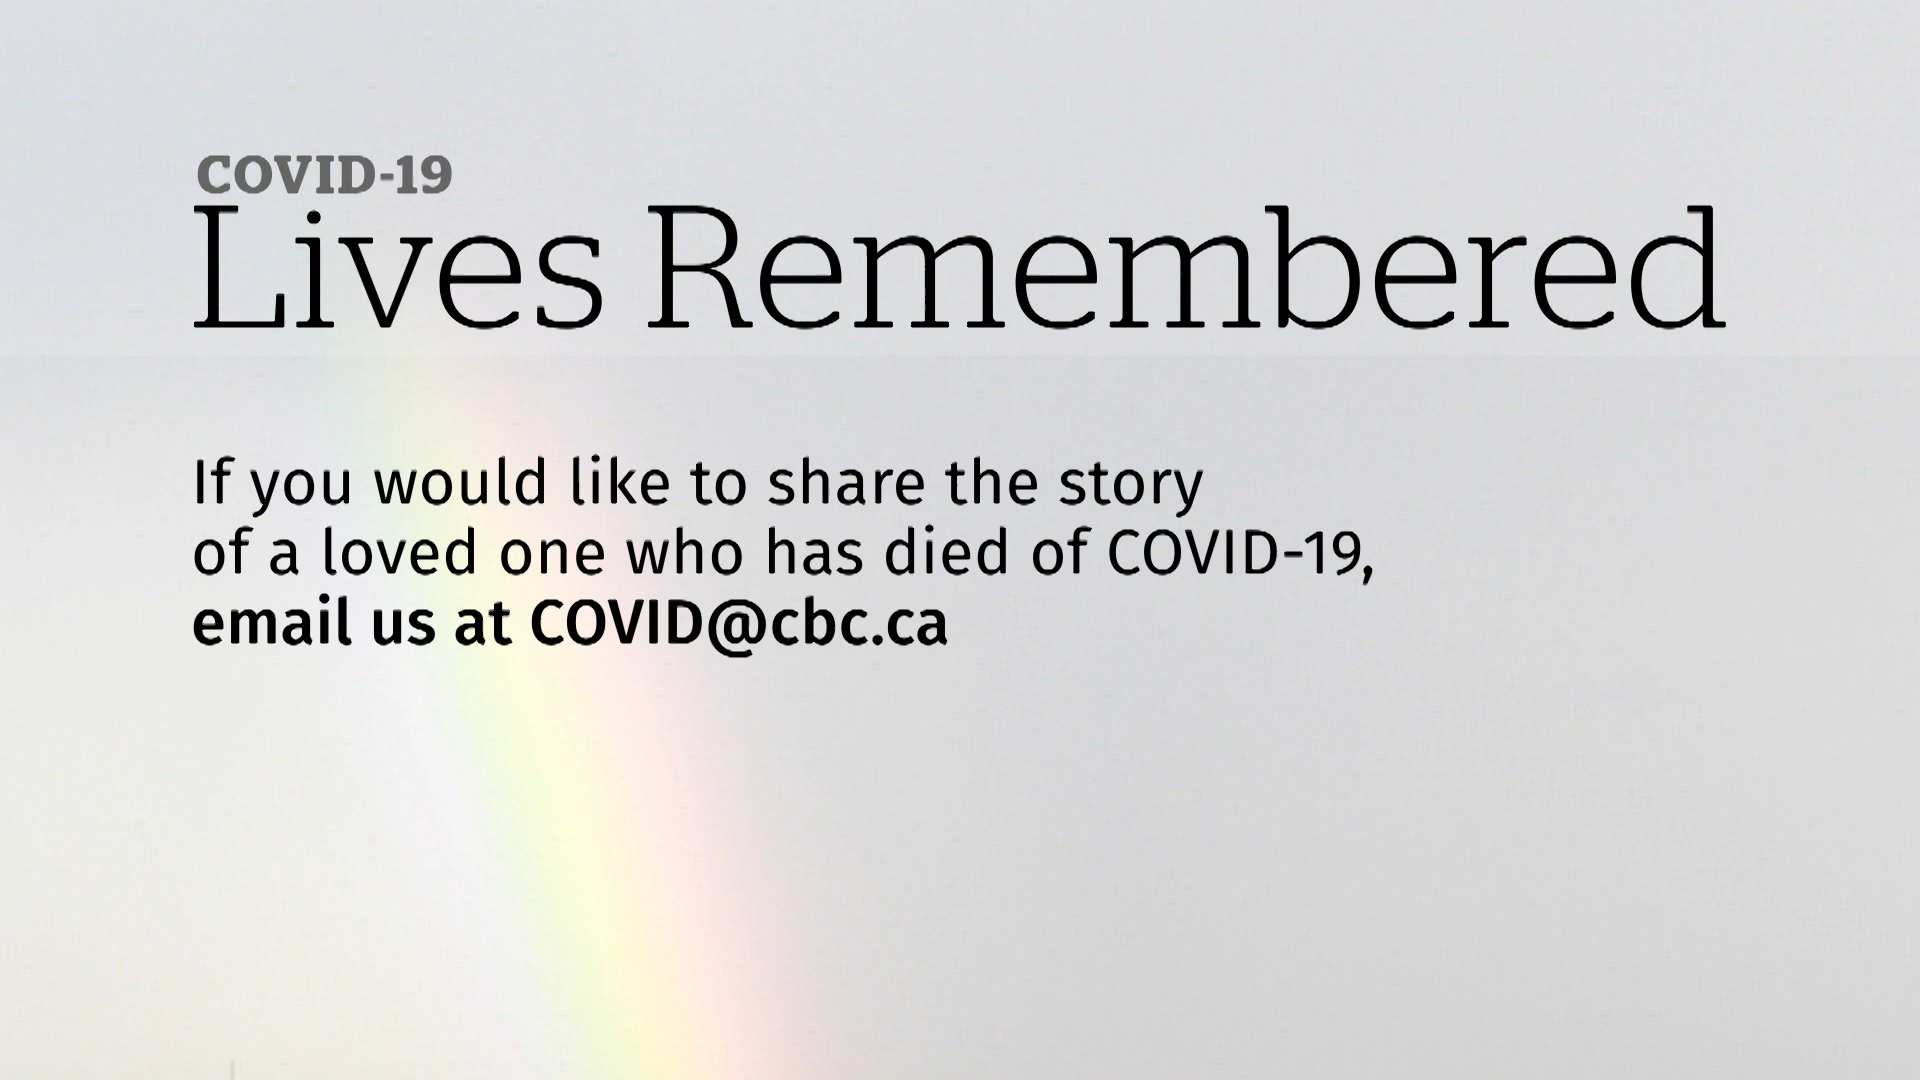 COVID-19
Lives Remembered
If you would like to share the story
of a loved one who has died of COVID-19,
email us at COVID@cbc.ca